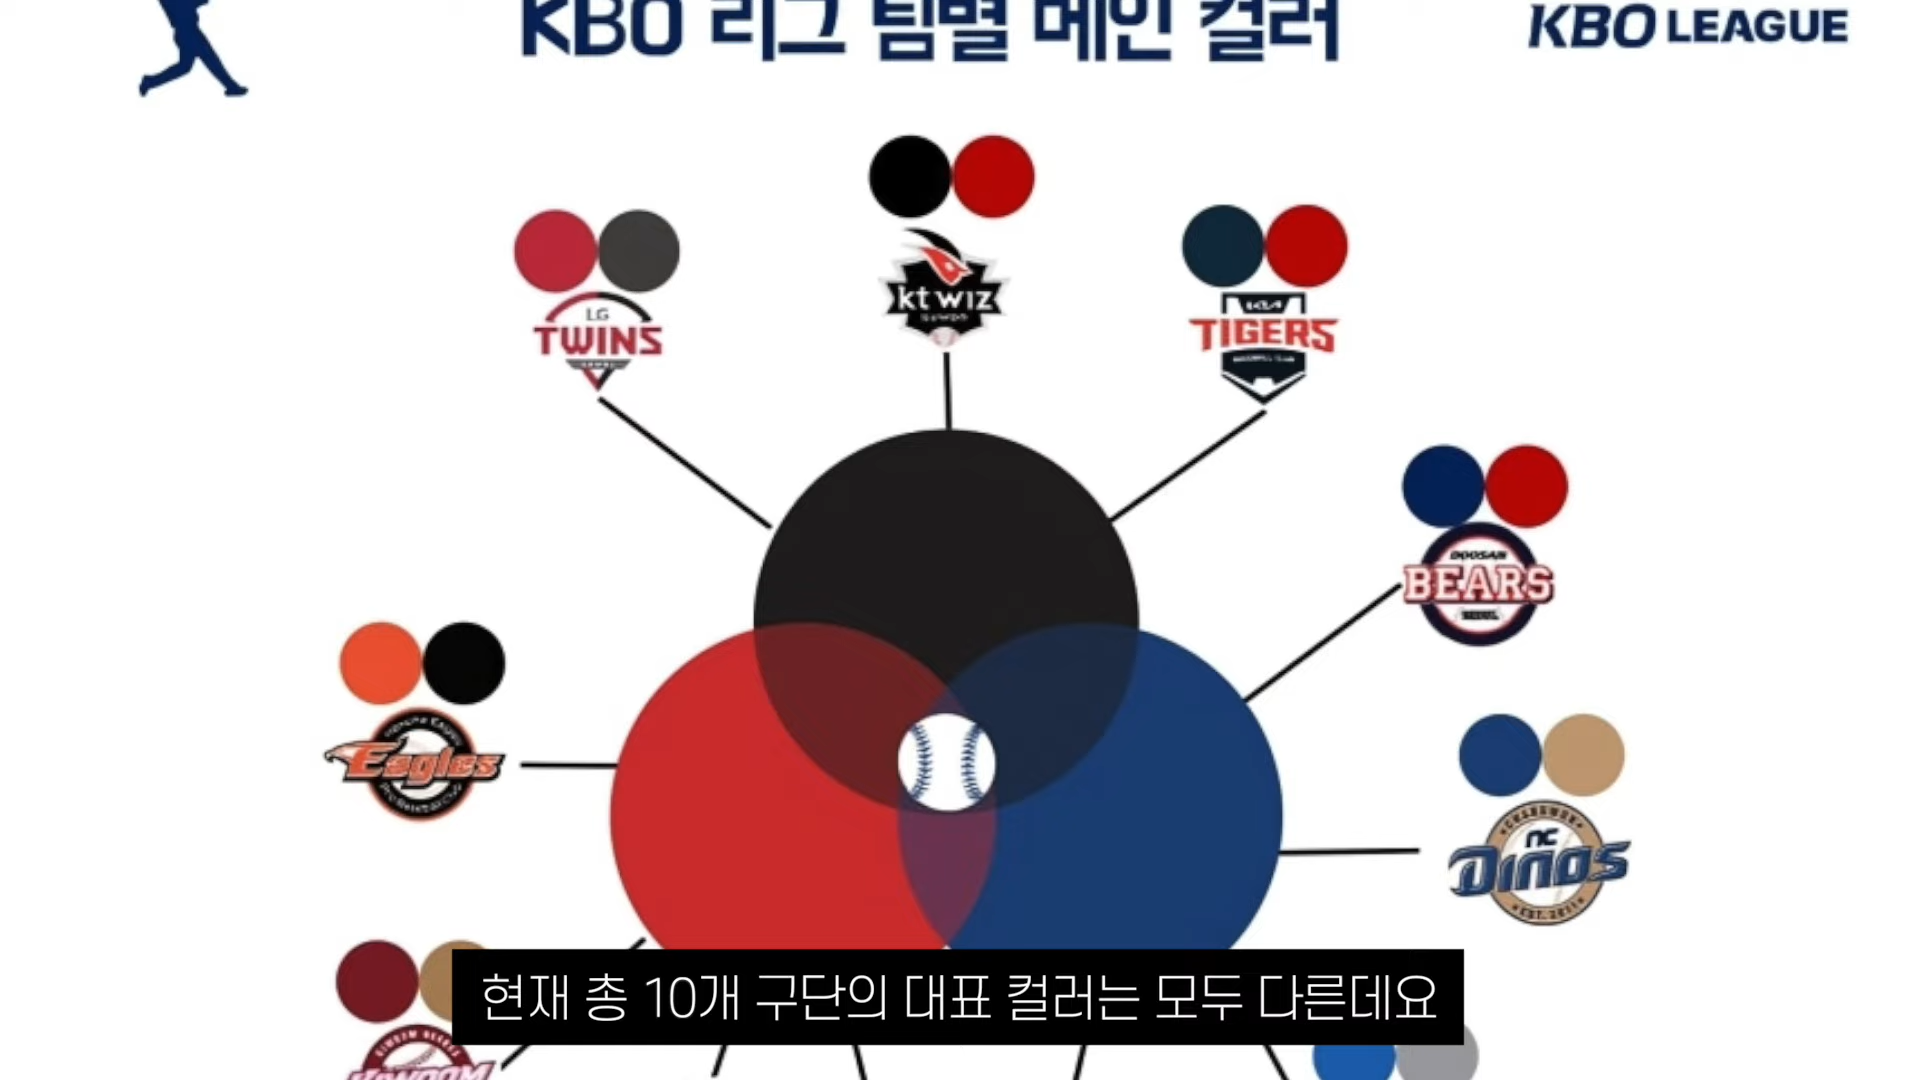 KBO 리그 팀별 메인 컬러
KBO LEAGUE
kt wiz
LG
TWINS
KIA
TIGERS
DOOSAN
BEARS
Eagles
NC
DINOS
현재 총 10개 구단의 대표 컬러는 모두 다른데요